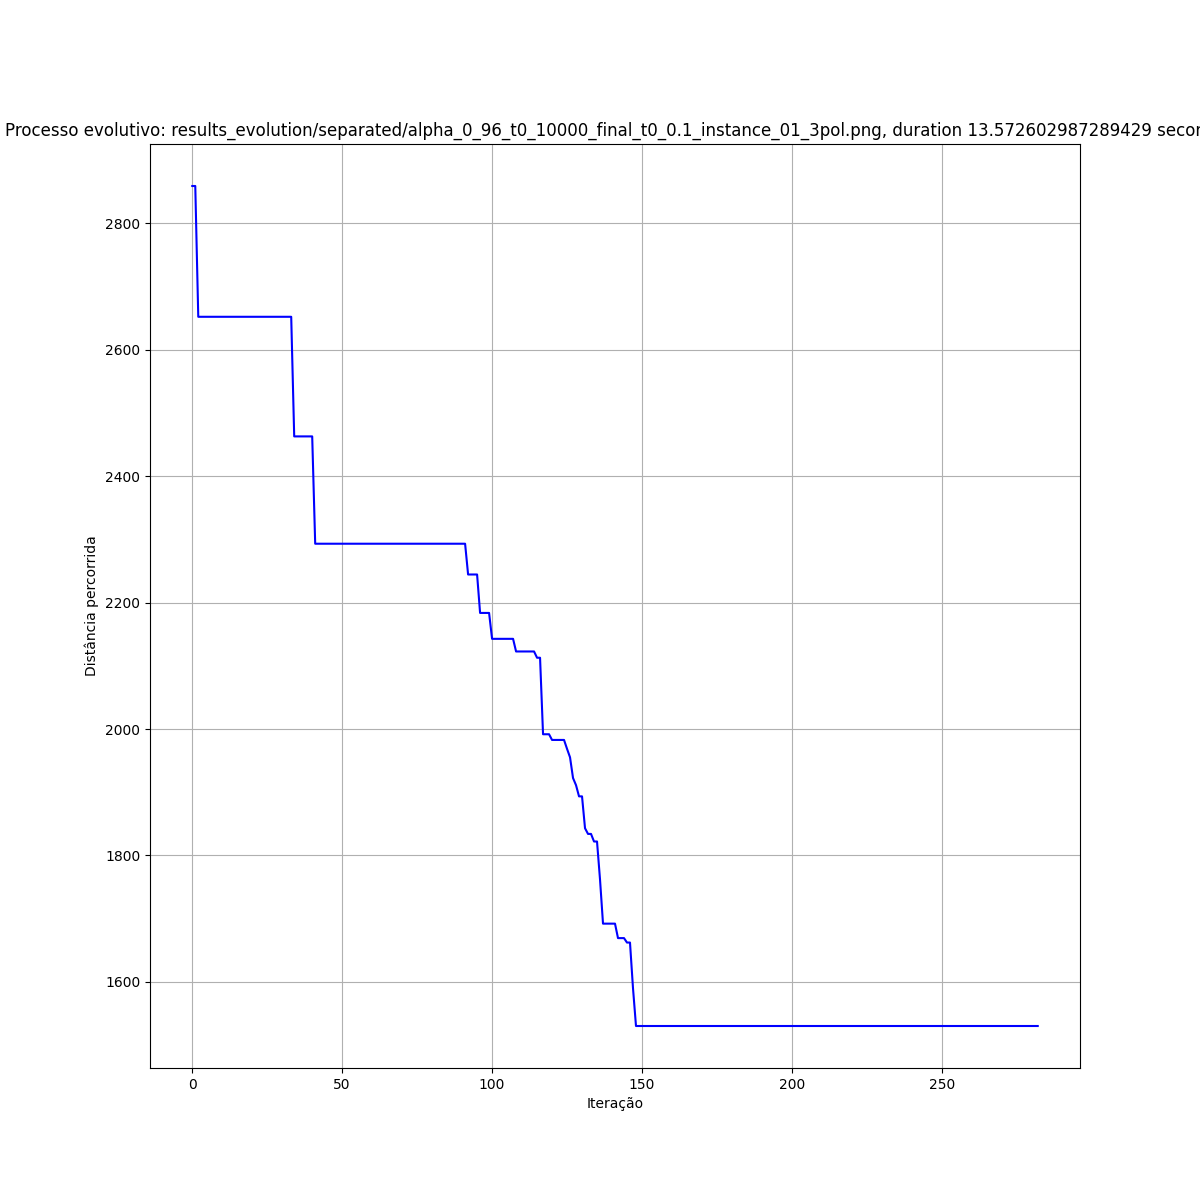 Processo evolutivo: results_evolution/separated/alpha_0_96_t0_10000_final_t0_0.1_instance_01_3pol.png, duration 13.572602987289429 secon
2800
2600
2400
2200
2000
1800
1600
Distância percorrida
0 50 100 150 200 250
Iteração